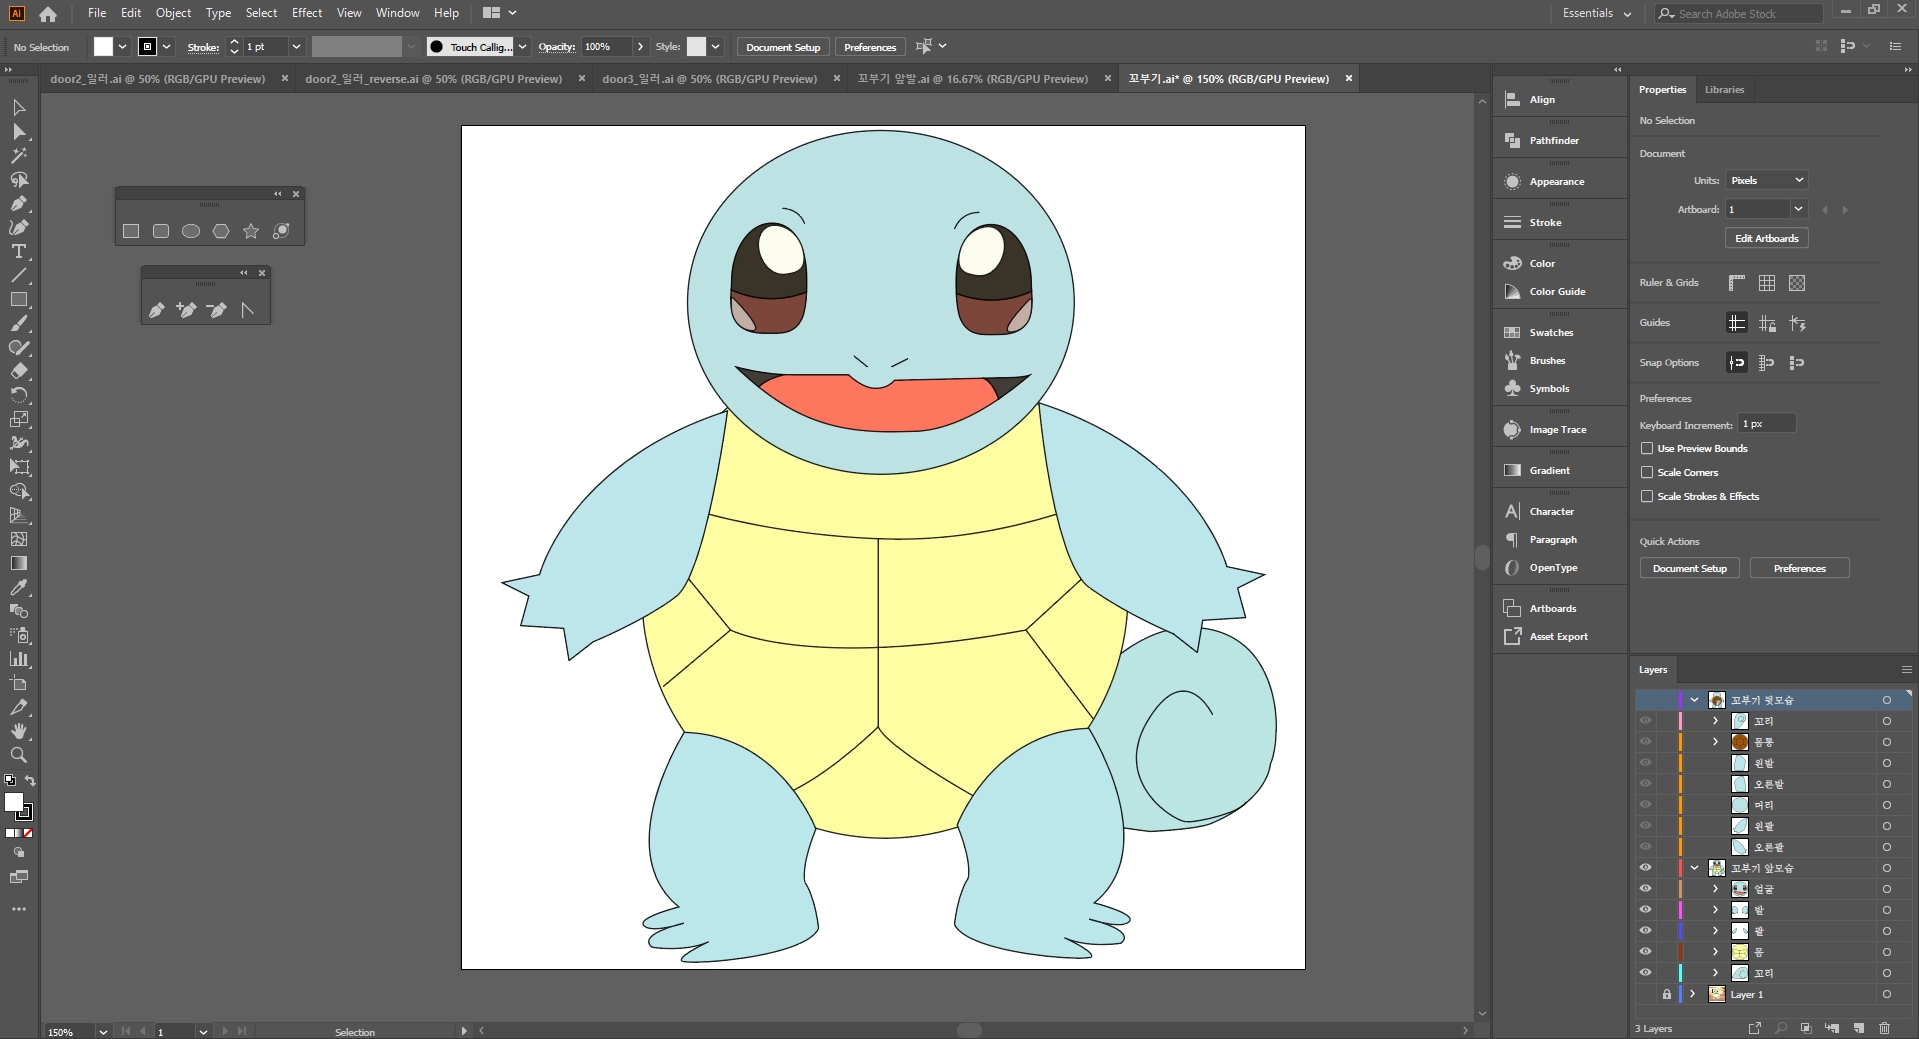 Ai File Edit Object Type Select Effect View Window Help Essentials Search Adobe Stock
No Selection Stroke: 1 pt Touch Callig... Opacity: 100% Style: Document Setup Preferences
door2_일러.ai @ 50% (RGB/GPU Preview) door2_일러_reverse.ai @ 50% (RGB/GPU Preview) door3_일러.ai @ 50% (RGB/GPU Preview) 꼬부기 앞발.ai @ 16.67% (RGB/GPU Preview) 꼬부기.ai* @ 150% (RGB/GPU Preview)
Align
Pathfinder
Appearance
Stroke
Color
Color Guide
Swatches
Brushes
Symbols
Image Trace
Gradient
Character
Paragraph
OpenType
Artboards
Asset Export
Properties Libraries
No Selection
Document
Units: Pixels
Artboard: 1
Edit Artboards
Ruler & Grids
Guides
Snap Options
Preferences
Keyboard Increment: 1 px
Use Preview Bounds
Scale Corners
Scale Strokes & Effects
Quick Actions
Document Setup Preferences
Layers
꼬부기 뒷모습
꼬리
몸통
왼발
오른발
머리
왼팔
오른팔
꼬부기 앞모습
얼굴
발
팔
몸
꼬리
Layer 1
3 Layers
150% 1 Selection